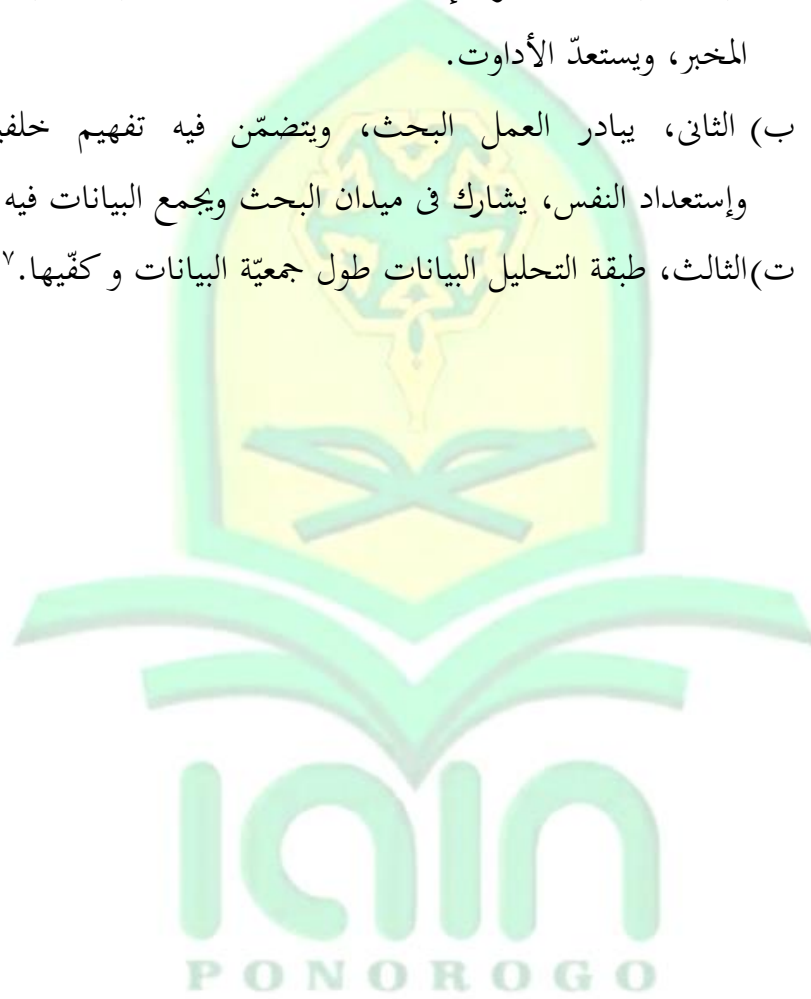 المخبر، ويستعدّ الأداوت.
ب) الثانى، يبادر العمل البحث، ويتضمّن فيه تفهيم
وإستعداد النفس، يشارك فى ميدان البحث ويجمع البيانات فيه
ت)الثالث، طبقة التحليل البيانات طول جمعيّة البيانات و كفّيها.٧
IAIN
PONOROGO